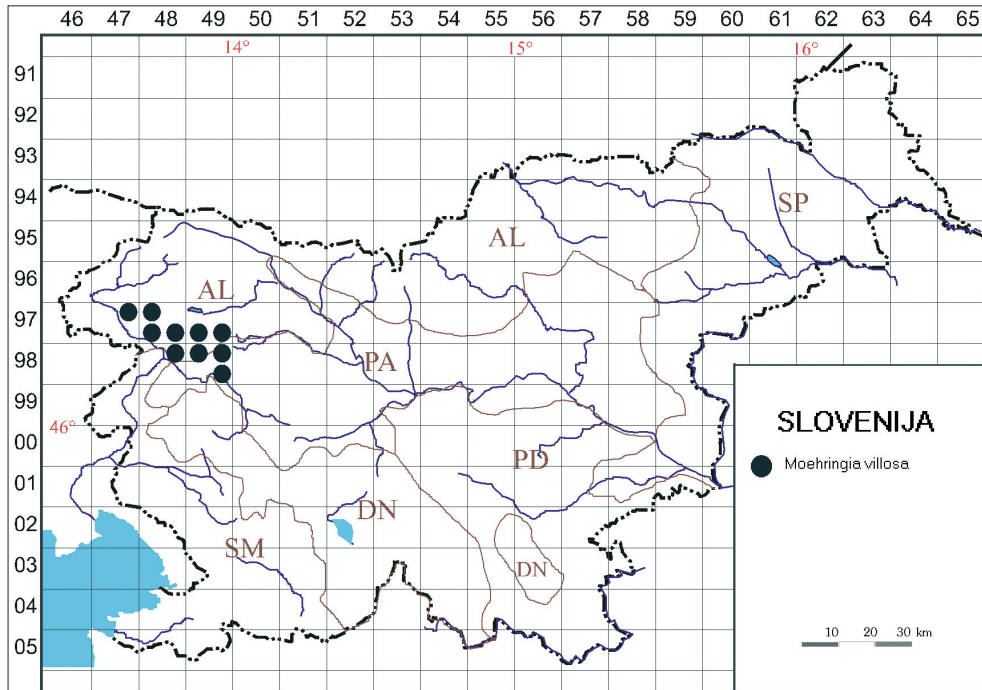 46 47 48 49 50 51 52 53 54 55 56 57 58 59 60 61 62 63 64 65
14° 15° 16°
91
92
93
94
SP
95
AL
96
AL
97
PA
98
99
46°
SLOVENIJA
00
PD
Moehringia villosa
01
DN
02
SM
03
DN
04
10 20 30 km
05